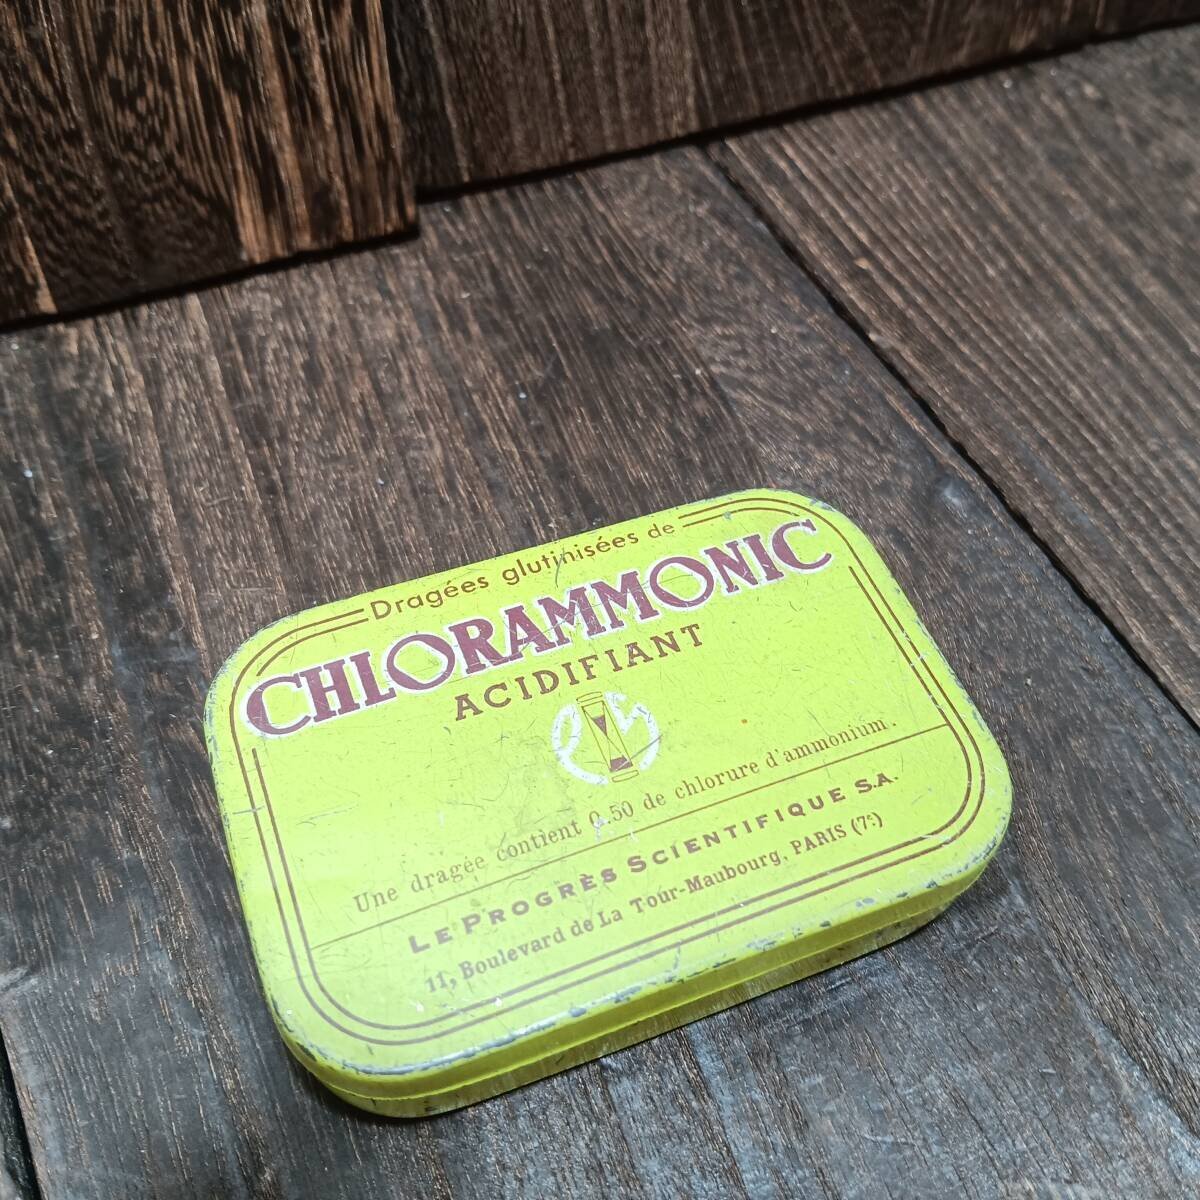 Dragées glutinisées de
CHLORAMMONIC
ACIDIFIANT
Une dragée contient 0,50 de chlorure d'ammonium.
LE PROGRÈS SCIENTIFIQUE S.A.
11, Boulevard de La Tour-Maubourg, PARIS (7e)